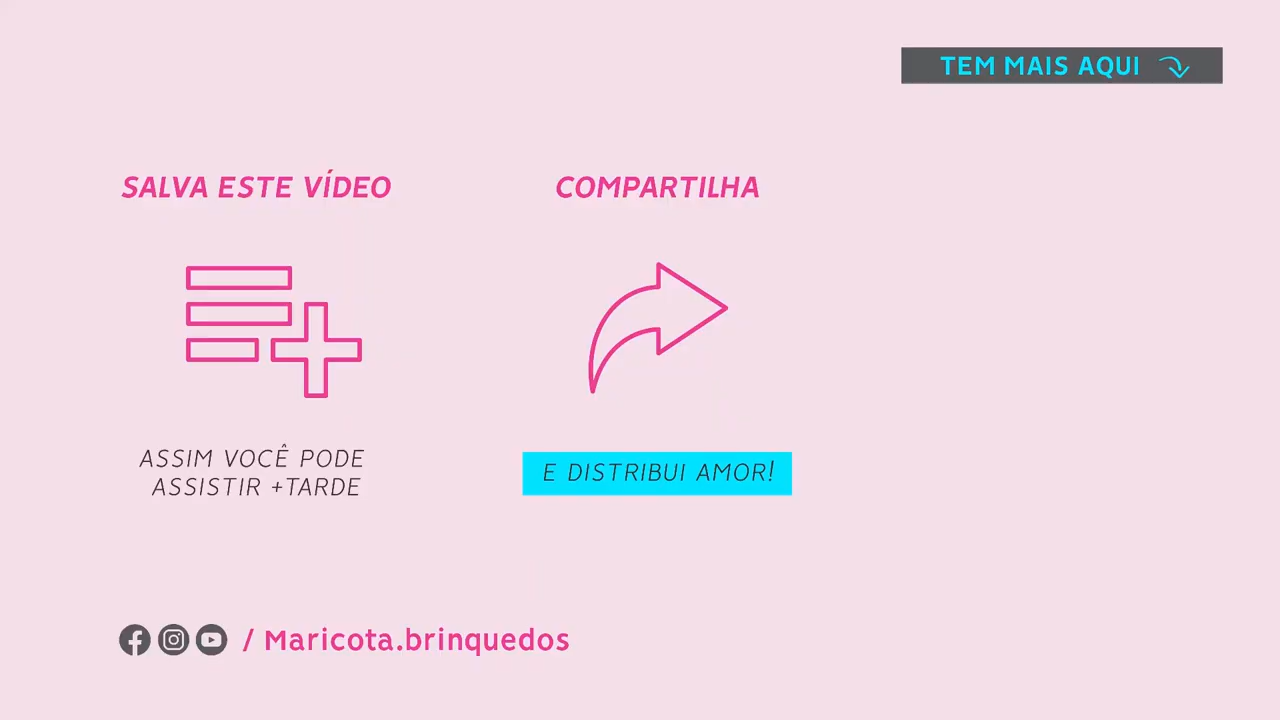 TEM MAIS AQUI
SALVA ESTE VÍDEO
COMPARTILHA
ASSIM VOCÊ PODE
ASSISTIR +TARDE
E DISTRIBUI AMOR!
/ Maricota.brinquedos